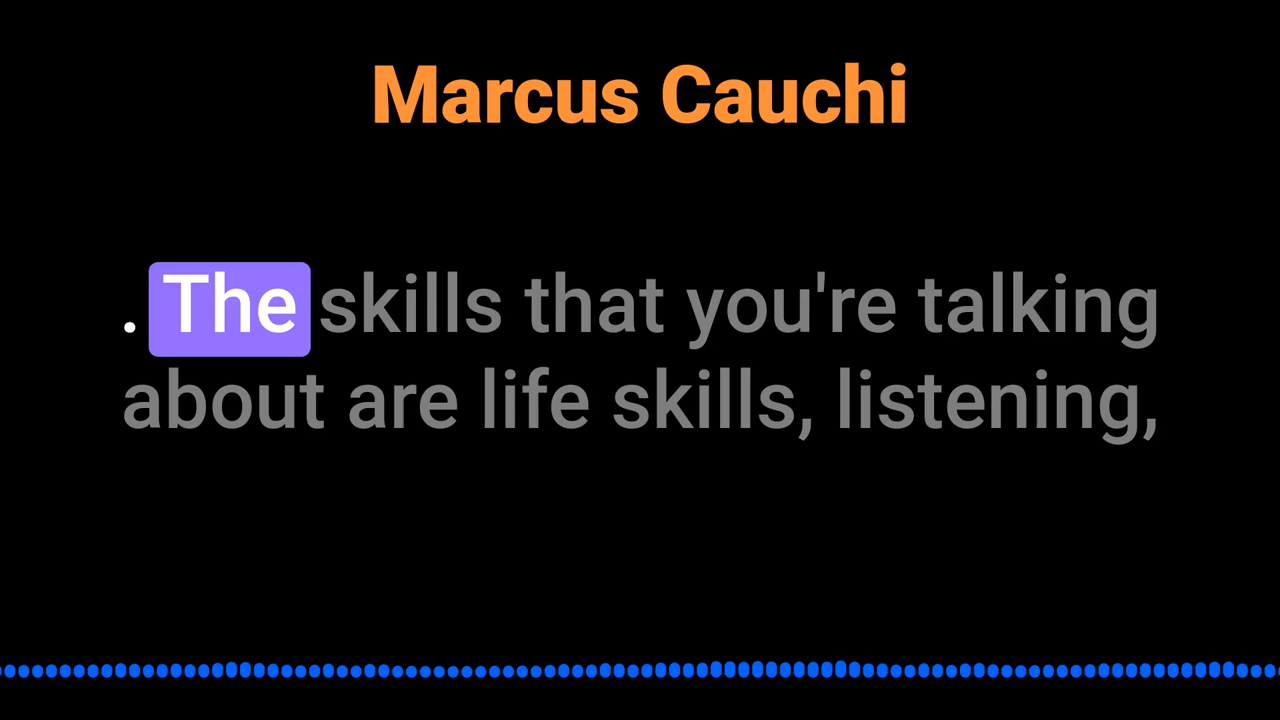 Marcus Cauchi
. The skills that you're talking
about are life skills, listening,